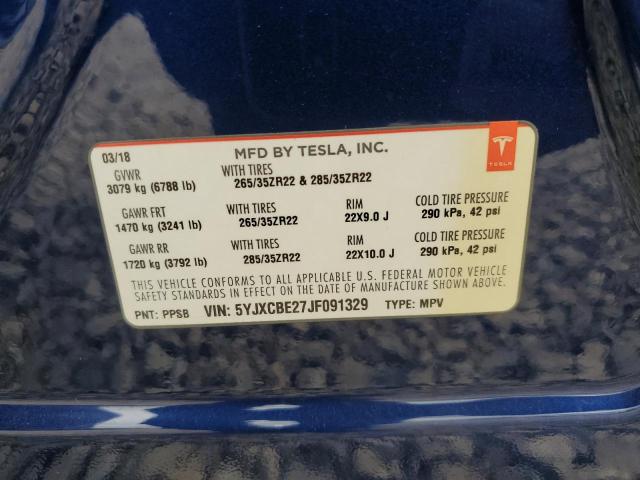 03/18 MFD BY TESLA, INC.
TESLA
GVWR WITH TIRES
3079 kg (6788 lb) 265/35ZR22 & 285/35ZR22
GAWR FRT WITH TIRES RIM COLD TIRE PRESSURE
1470 kg (3241 lb) 265/35ZR22 22X9.0 J 290 kPa, 42 psi
GAWR RR WITH TIRES RIM COLD TIRE PRESSURE
1720 kg (3792 lb) 285/35ZR22 22X10.0 J 290 kPa, 42 psi
THIS VEHICLE CONFORMS TO ALL APPLICABLE U.S. FEDERAL MOTOR VEHICLE
SAFETY STANDARDS IN EFFECT ON THE DATE OF MANUFACTURE SHOWN ABOVE.
PNT: PPSB VIN: 5YJXCBE27JF091329 TYPE: MPV